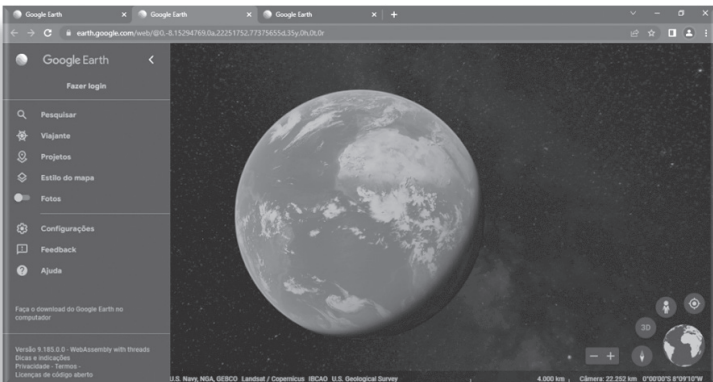 Google Earth
Google Earth
Google Earth
earth.google.com/web/@0,-8.15294769,0a,22251752.77375655d,35y,0h,0t,0r
Google Earth
Fazer login
Pesquisar
Viajante
Projetos
Estilo do mapa
Fotos
Configurações
Feedback
Ajuda
Faça o download do Google Earth no
computador
Versão 9.185.0.0 - WebAssembly with threads
Dicas e indicações
Privacidade - Termos -
Licenças de código aberto
3D
U.S. Navy, NGA, GEBCO Landsat / Copernicus IBCAO U.S. Geological Survey
4.000 km
Câmera: 22.252 km 0°00'00"S 8°09'10"W